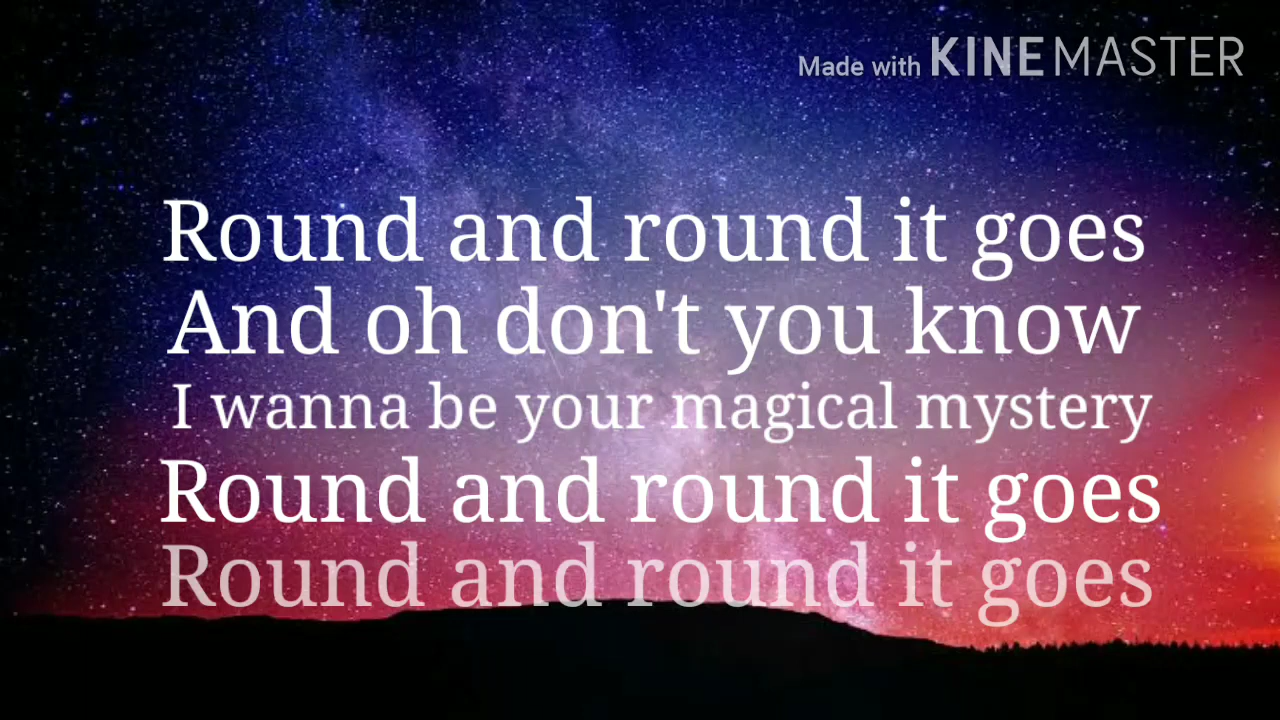 Made with KINEMASTER
Round and round it goes
And oh don't you know
I wanna be your magical mystery
Round and round it goes
Round and round it goes